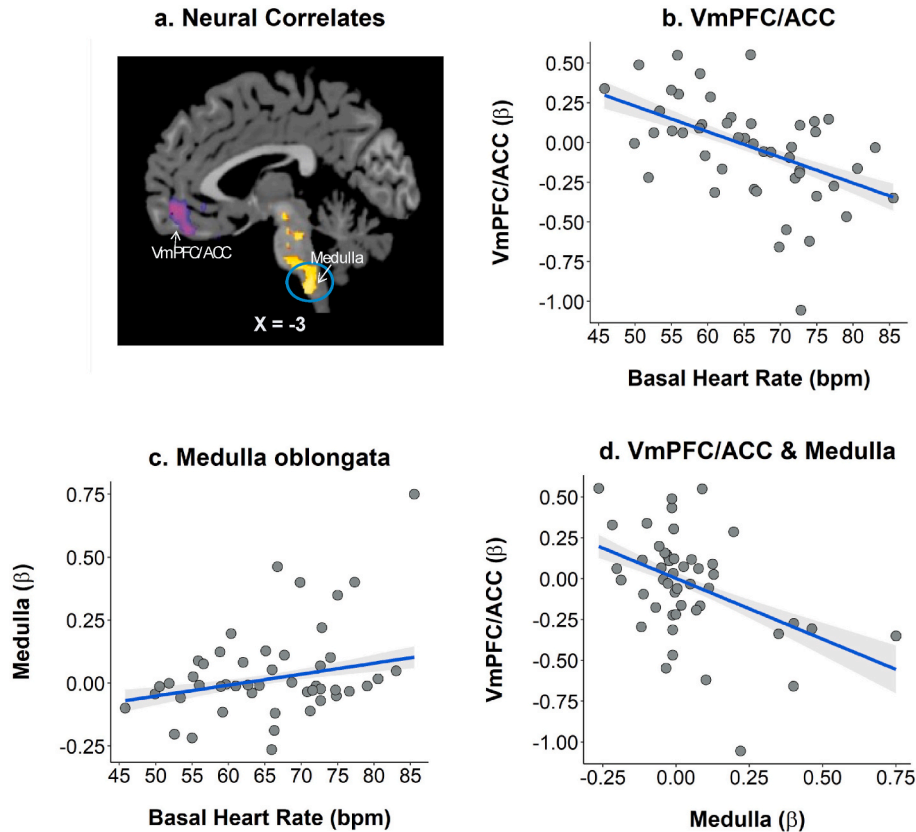 a. Neural Correlates
VmPFC/ACC
Medulla
X = -3
b. VmPFC/ACC
VmPFC/ACC (β)
0.50
0.25
0.00
-0.25
-0.50
-1.00
45 50 55 60 65 70 75 80 85
Basal Heart Rate (bpm)
c. Medulla oblongata
Medulla (β)
0.75
0.50
0.25
0.00
-0.25
45 50 55 60 65 70 75 80 85
Basal Heart Rate (bpm)
d. VmPFC/ACC & Medulla
VmPFC/ACC (β)
0.50
0.25
0.00
-0.25
-0.50
-1.00
-0.25 0.00 0.25 0.50 0.75
Medulla (β)